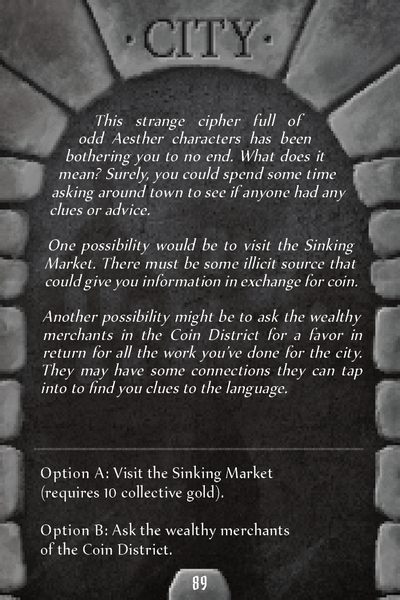 ·CITY·
This strange cipher full of
odd Aesther characters has been
bothering you to no end. What does it
mean? Surely, you could spend some time
asking around town to see if anyone had any
clues or advice.
One possibility would be to visit the Sinking
Market. There must be some illicit source that
could give you information in exchange for coin.
Another possibility might be to ask the wealthy
merchants in the Coin District for a favor in
return for all the work you've done for the city.
They may have some connections they can tap
into to find you clues to the language.
Option A: Visit the Sinking Market
(requires 10 collective gold).
Option B: Ask the wealthy merchants
of the Coin District.
89